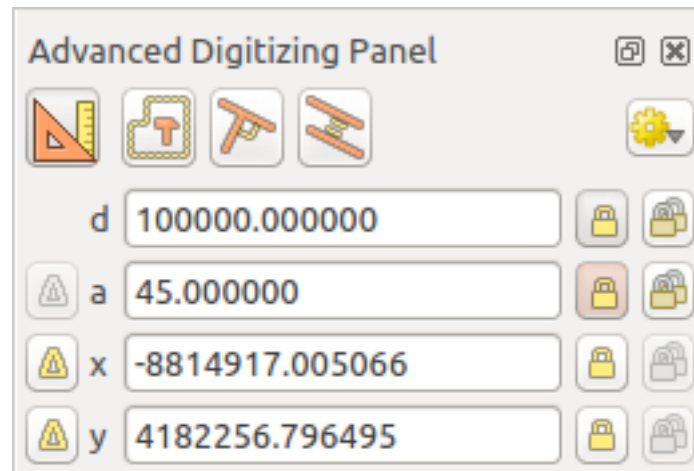 Advanced Digitizing Panel
d 100000.000000
a 45.000000
x -8814917.005066
y 4182256.796495